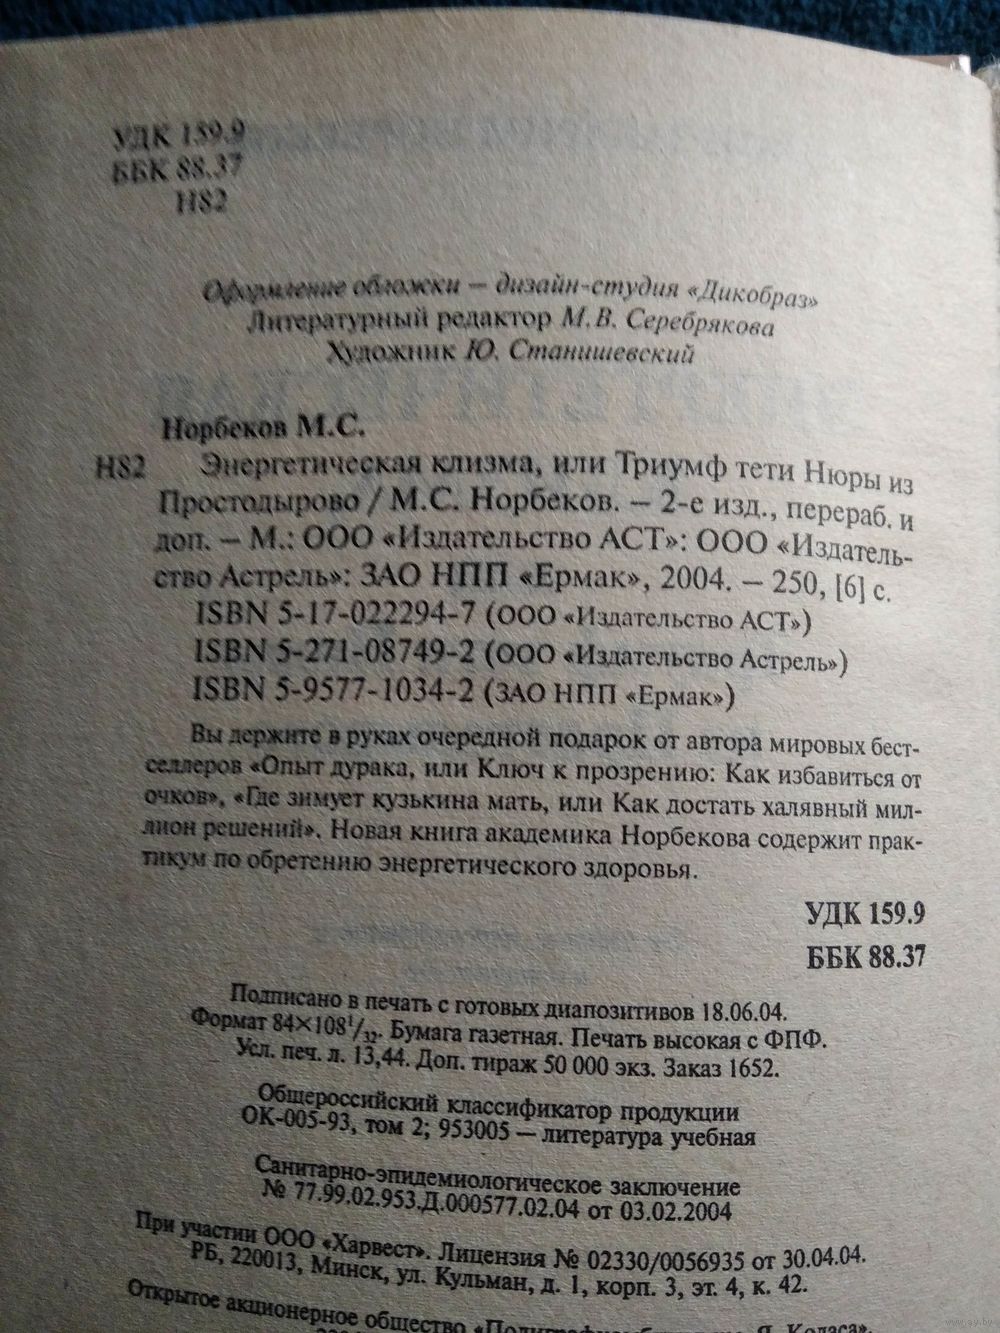 УДК 159.9
ББК 88.37
Н82
Оформление обложки – дизайн-студия «Дикобраз»
Литературный редактор М.В. Серебрякова
Художник Ю. Станишевский
Норбеков М.С.
Н82 Энергетическая клизма, или Триумф тети Нюры из
Простодырово / М.С. Норбеков. – 2-е изд., перераб. и
доп. – М.: ООО «Издательство АСТ»: ООО «Издатель-
ство Астрель»: ЗАО НПП «Ермак», 2004. – 250, [6] с.
ISBN 5-17-022294-7 (ООО «Издательство АСТ»)
ISBN 5-271-08749-2 (ООО «Издательство Астрель»)
ISBN 5-9577-1034-2 (ЗАО НПП «Ермак»)
Вы держите в руках очередной подарок от автора мировых бест-
селлеров «Опыт дурака, или Ключ к прозрению: Как избавиться от
очков», «Где зимует кузькина мать, или Как достать халявный мил-
лион решений». Новая книга академика Норбекова содержит прак-
тикум по обретению энергетического здоровья.
УДК 159.9
ББК 88.37
Подписано в печать с готовых диапозитивов 18.06.04.
Формат 84×108¹/₃₂. Бумага газетная. Печать высокая с ФПФ.
Усл. печ. л. 13,44. Доп. тираж 50 000 экз. Заказ 1652.
Общероссийский классификатор продукции
ОК-005-93, том 2; 953005 – литература учебная
Санитарно-эпидемиологическое заключение
№ 77.99.02.953.Д.000577.02.04 от 03.02.2004
При участии ООО «Харвест». Лицензия № 02330/0056935 от 30.04.04.
РБ, 220013, Минск, ул. Кульман, д. 1, корп. 3, эт. 4, к. 42.
Открытое акционерное общество Я. Коласа».